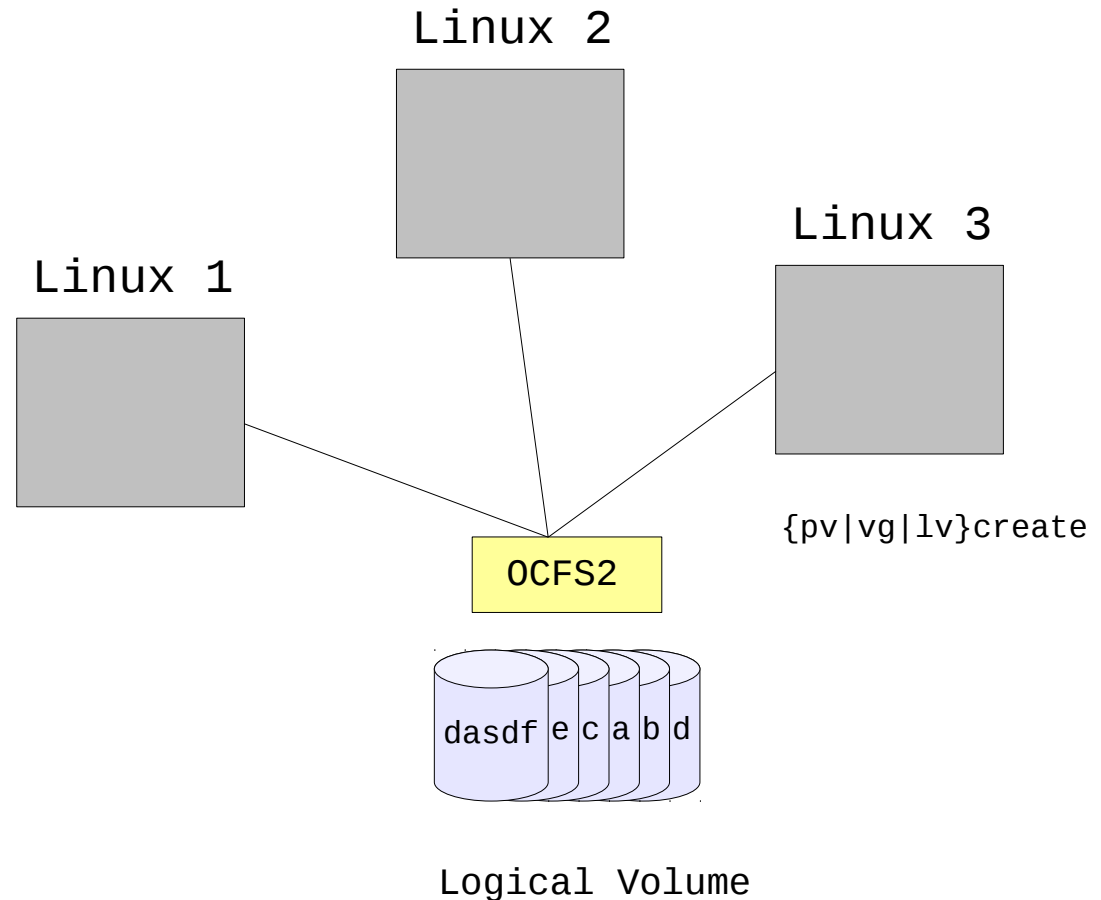 Linux 2
Linux 3
Linux 1
{pv|vg|lv}create
OCFS2
dasdf e c a b d
Logical Volume